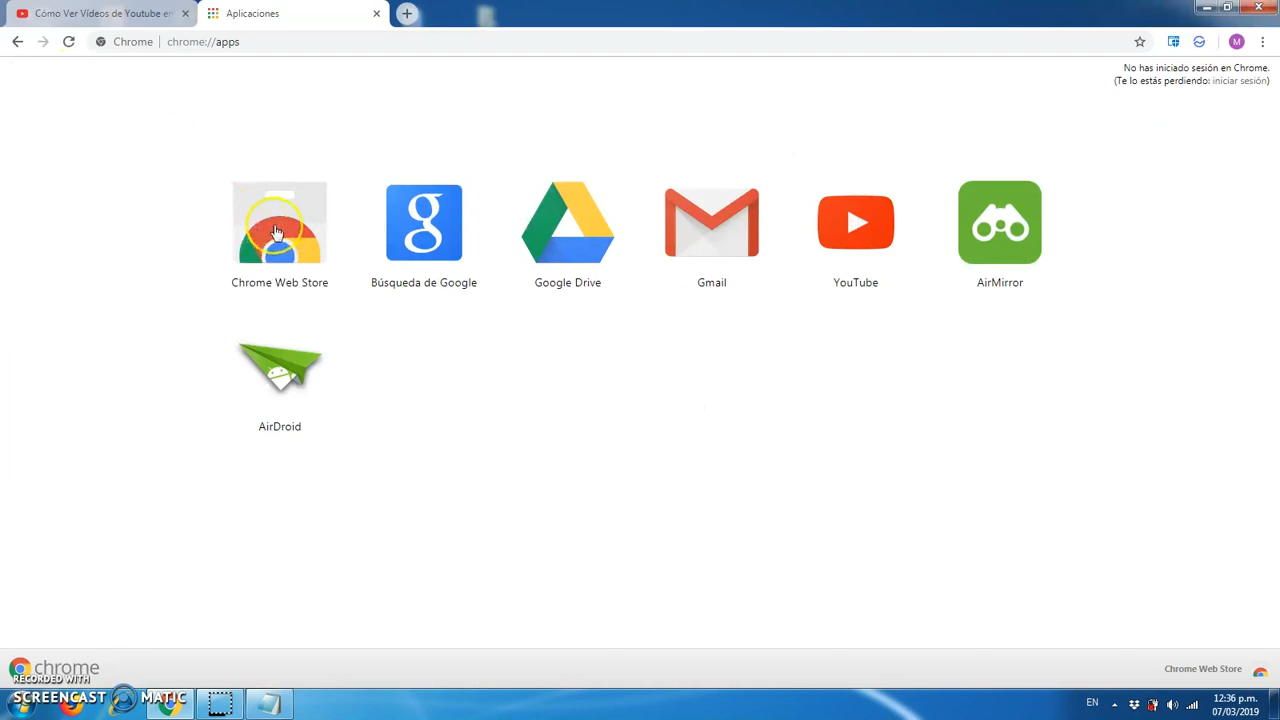 Cómo Ver Vídeos de Youtube en
Aplicaciones
Chrome
chrome://apps
M
No has iniciado sesión en Chrome.
(Te lo estás perdiendo: iniciar sesión)
Chrome Web Store
g
Búsqueda de Google
Google Drive
Gmail
YouTube
AirMirror
AirDroid
chrome
Chrome Web Store
RECORDED WITH
SCREENCAST MATIC
EN
12:36 p.m.
07/03/2019